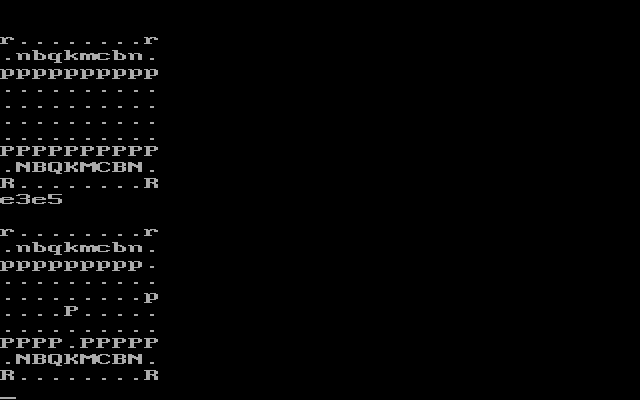 r........r
.nbqkmcbn.
pppppppppp
..........
..........
..........
..........
PPPPPPPPPP
.NBQKMCBN.
R........R
e3e5
r........r
.nbqkmcbn.
ppppppppp.
..........
.........p
....P.....
..........
PPPP.PPPPP
.NBQKMCBN.
R........R
_